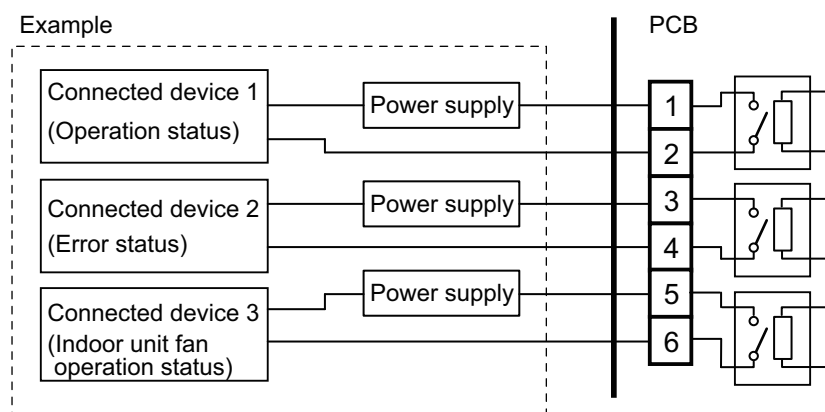 Example
PCB
Connected device 1
(Operation status)
Power supply
1
2
Connected device 2
(Error status)
Power supply
3
4
Connected device 3
(Indoor unit fan
operation status)
Power supply
5
6